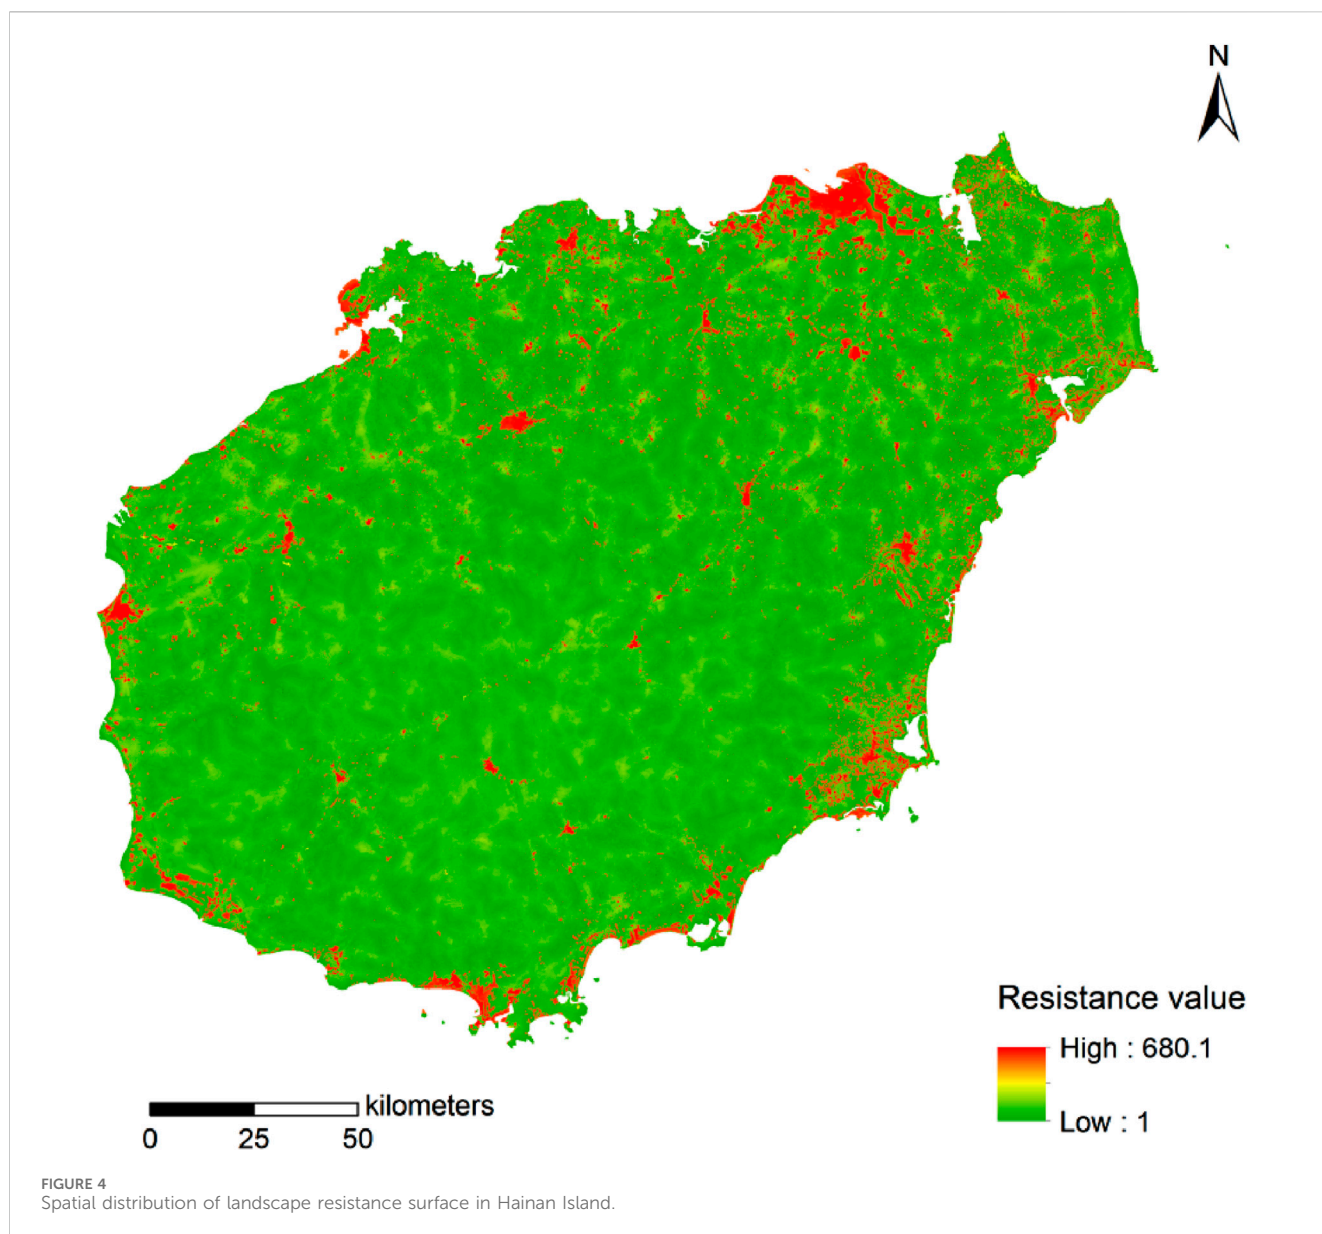 N
Resistance value
High : 680.1
Low : 1
kilometers
0 25 50
FIGURE 4
Spatial distribution of landscape resistance surface in Hainan Island.